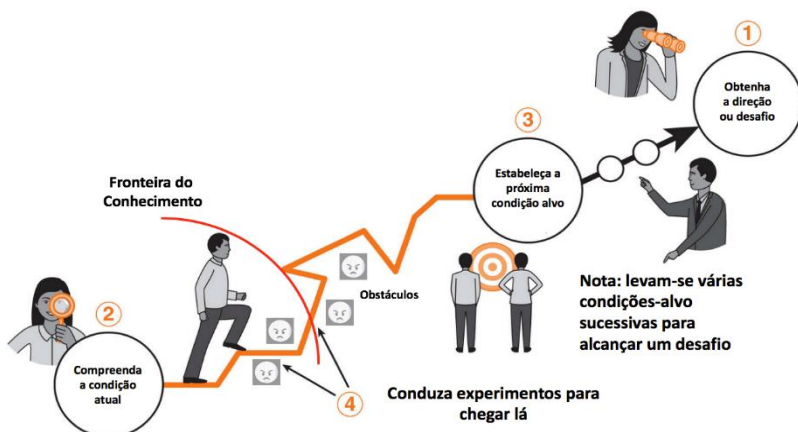 1
Obtenha
a direção
ou desafio
3
Estabeleça a
próxima
condição alvo
Fronteira do
Conhecimento
Obstáculos
Nota: levam-se várias
condições-alvo
sucessivas para
alcançar um desafio
2
Compreenda
a condição
atual
4
Conduza experimentos para
chegar lá